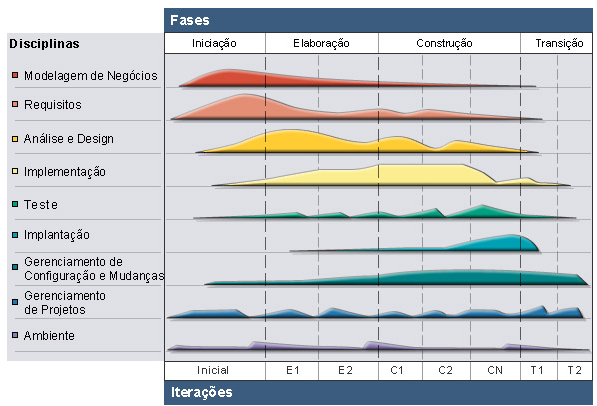 Fases
Disciplinas
Iniciação Elaboração Construção Transição
Modelagem de Negócios
Requisitos
Análise e Design
Implementação
Teste
Implantação
Gerenciamento de
Configuração e Mudanças
Gerenciamento
de Projetos
Ambiente
Inicial E1 E2 C1 C2 CN T1 T2
Iterações